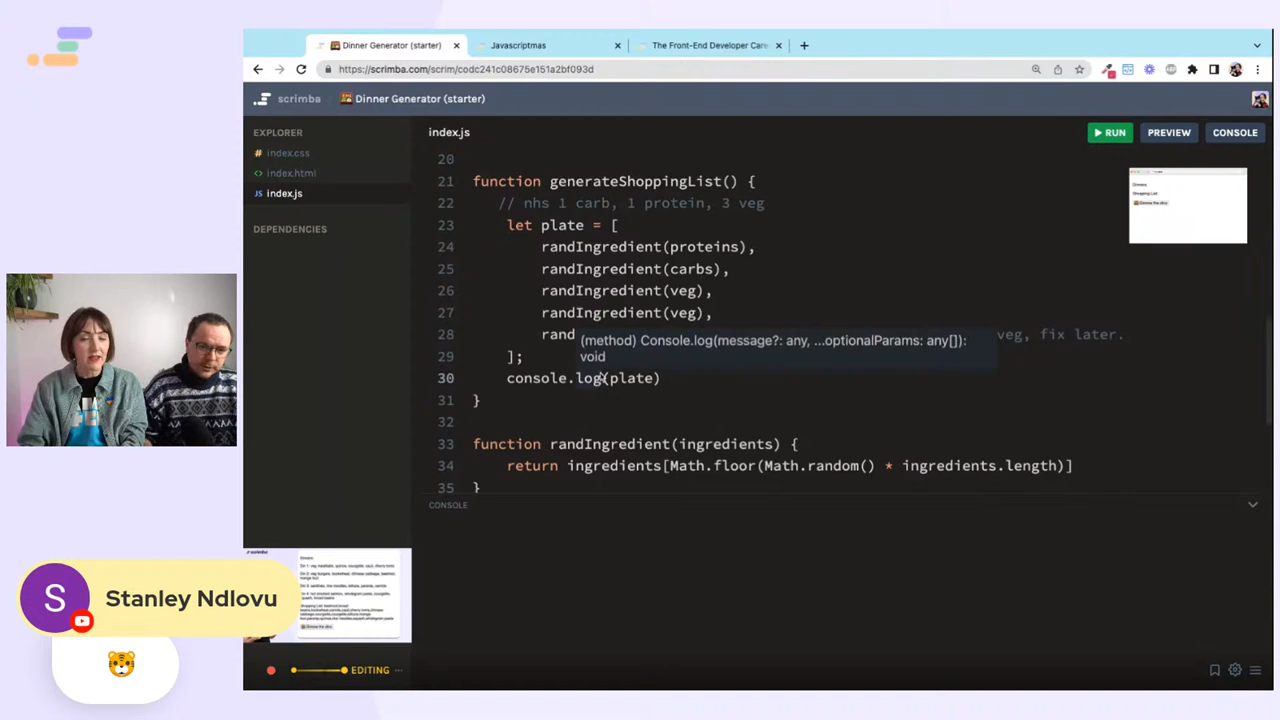 Dinner Generator (starter)
Javascriptmas
The Front-End Developer Care
https://scrimba.com/scrim/codc241c08675e151a2bf093d
scrimba / Dinner Generator (starter)
EXPLORER
index.css
index.html
JS index.js
DEPENDENCIES
index.js
RUN
PREVIEW
CONSOLE
20
21 function generateShoppingList() {
22 // nhs 1 carb, 1 protein, 3 veg
23 let plate = [
24 randIngredient(proteins),
25 randIngredient(carbs),
26 randIngredient(veg),
27 randIngredient(veg),
28 rand veg, fix later.
(method) Console.log(message?: any, ...optionalParams: any[]):
void
29 ];
30 console.log(plate)
31 }
32
33 function randIngredient(ingredients) {
34 return ingredients[Math.floor(Math.random() * ingredients.length)]
35 }
CONSOLE
Dinners
Shopping List
S Stanley Ndlovu
EDITING